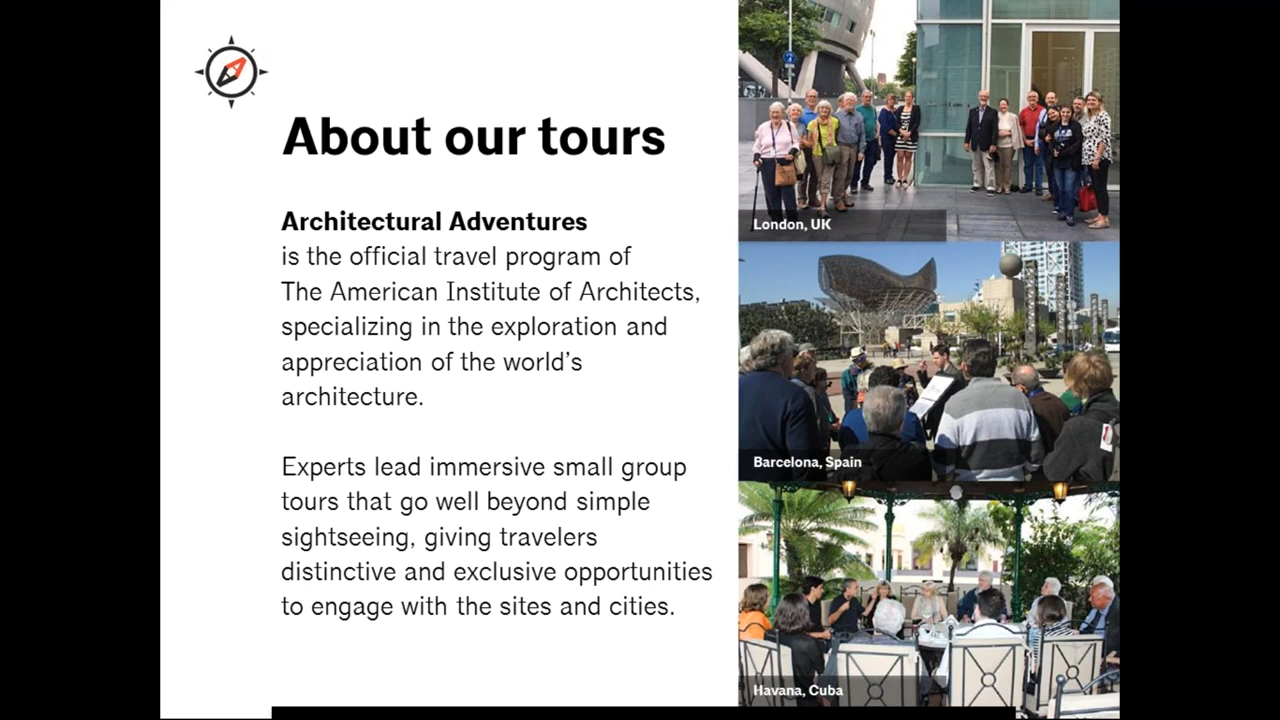 About our tours
Architectural Adventures
is the official travel program of
The American Institute of Architects,
specializing in the exploration and
appreciation of the world's
architecture.
Experts lead immersive small group
tours that go well beyond simple
sightseeing, giving travelers
distinctive and exclusive opportunities
to engage with the sites and cities.
London, UK
Barcelona, Spain
Havana, Cuba